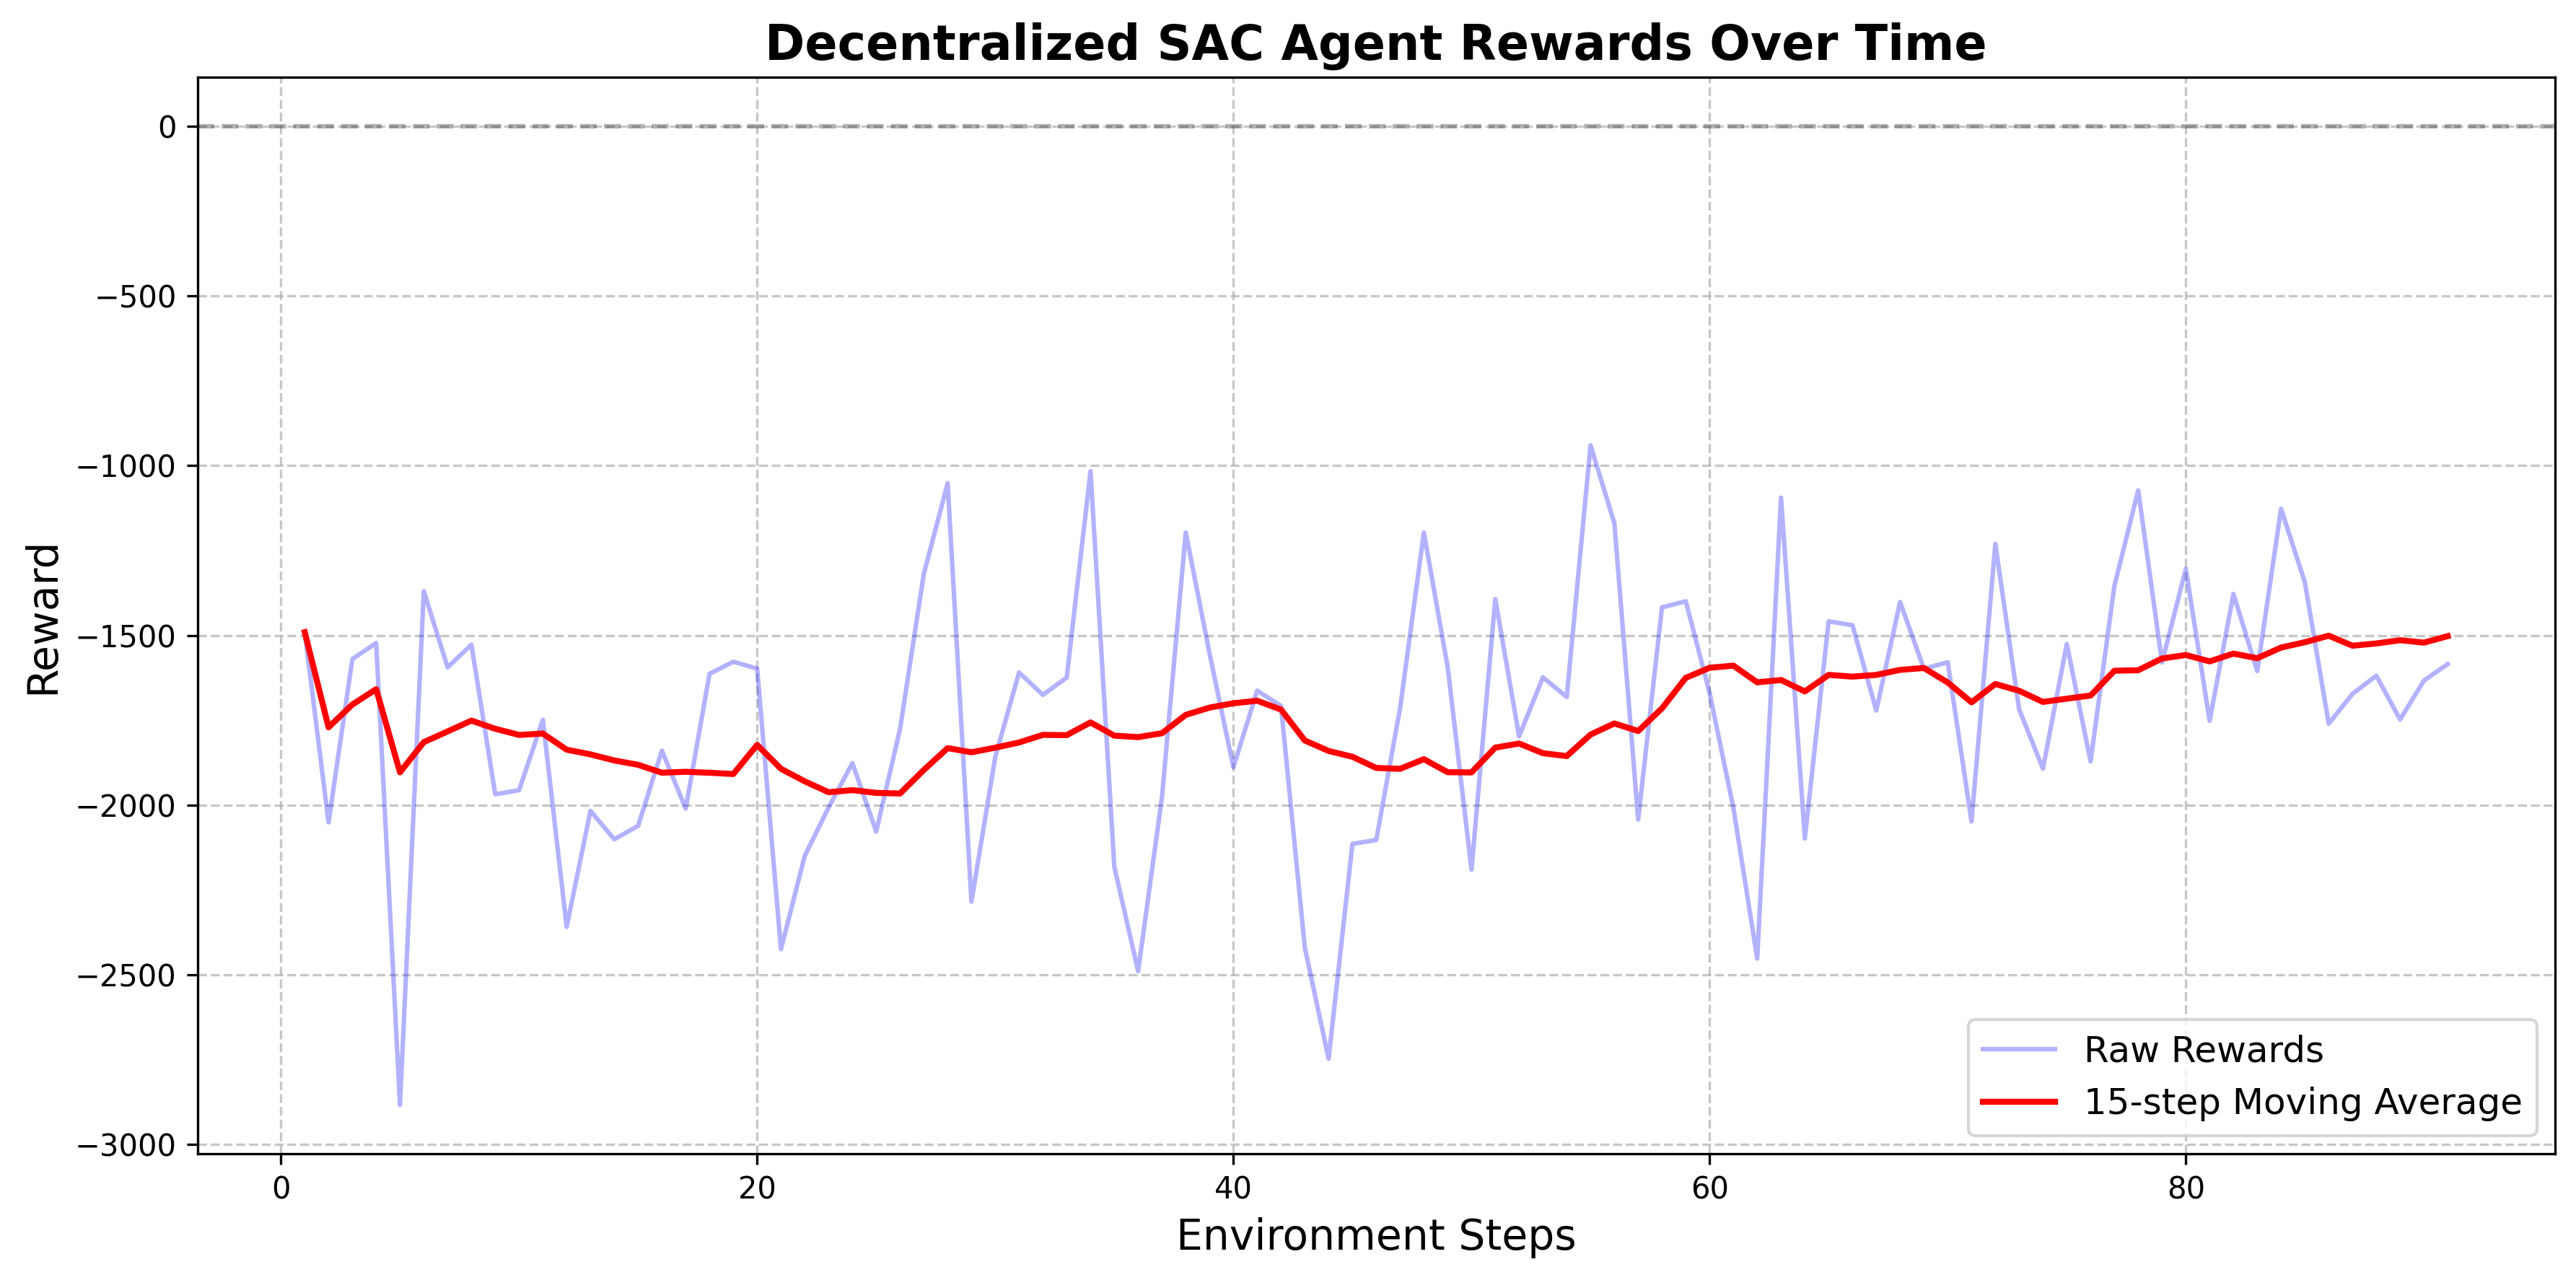 Decentralized SAC Agent Rewards Over Time
0
−500
−1000
−1500
−2000
−2500
−3000
Reward
0
20
40
60
80
Environment Steps
Raw Rewards
15-step Moving Average